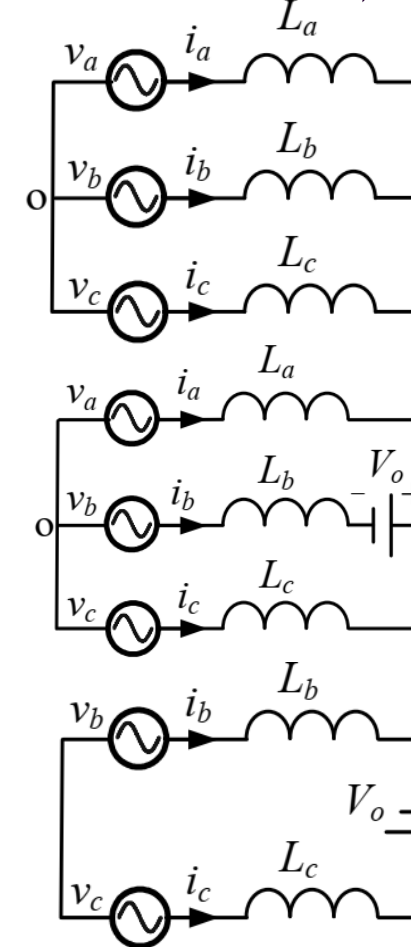 L_a
v_a i_a
L_b
v_b i_b
o
L_c
v_c i_c
L_a
v_a i_a
L_b V_o
v_b i_b − −
o
L_c
v_c i_c
L_b
v_b i_b
V_o
L_c
v_c i_c